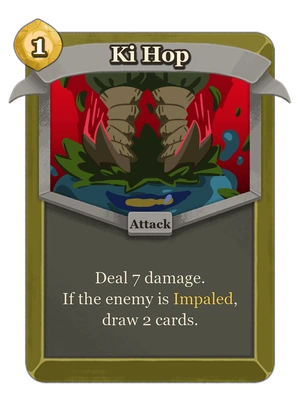 1
Ki Hop
Attack
Deal 7 damage.
If the enemy is Impaled,
draw 2 cards.